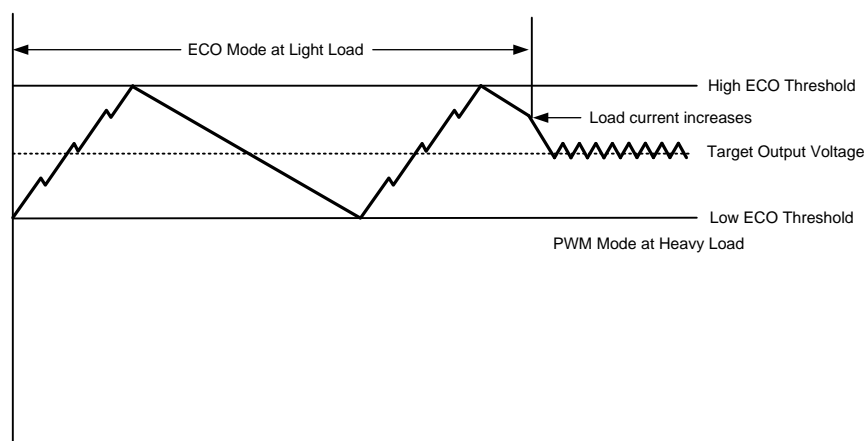 ECO Mode at Light Load
High ECO Threshold
Load current increases
Target Output Voltage
Low ECO Threshold
PWM Mode at Heavy Load